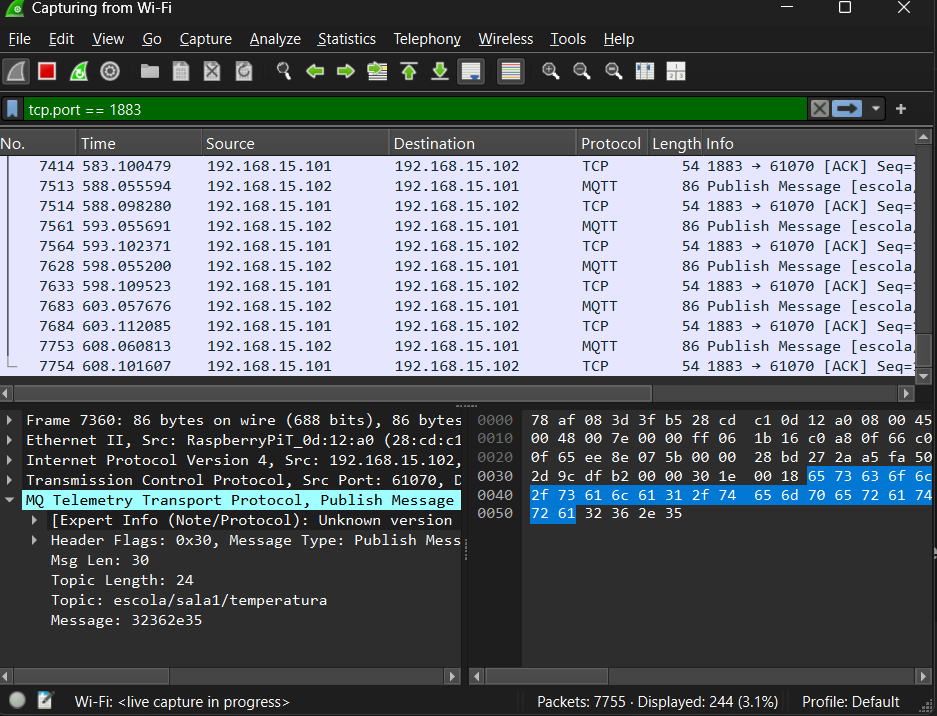 Capturing from Wi-Fi
File Edit View Go Capture Analyze Statistics Telephony Wireless Tools Help
tcp.port == 1883
No. Time Source Destination Protocol Length Info
7414 583.100479 192.168.15.101 192.168.15.102 TCP 54 1883 → 61070 [ACK] Seq=
7513 588.055594 192.168.15.102 192.168.15.101 MQTT 86 Publish Message [escola
7514 588.098280 192.168.15.101 192.168.15.102 TCP 54 1883 → 61070 [ACK] Seq=
7561 593.055691 192.168.15.102 192.168.15.101 MQTT 86 Publish Message [escola
7564 593.102371 192.168.15.101 192.168.15.102 TCP 54 1883 → 61070 [ACK] Seq=
7628 598.055200 192.168.15.102 192.168.15.101 MQTT 86 Publish Message [escola
7633 598.109523 192.168.15.101 192.168.15.102 TCP 54 1883 → 61070 [ACK] Seq=
7683 603.057676 192.168.15.102 192.168.15.101 MQTT 86 Publish Message [escola
7684 603.112085 192.168.15.101 192.168.15.102 TCP 54 1883 → 61070 [ACK] Seq=
7753 608.060813 192.168.15.102 192.168.15.101 MQTT 86 Publish Message [escola
7754 608.101607 192.168.15.101 192.168.15.102 TCP 54 1883 → 61070 [ACK] Seq=
Frame 7360: 86 bytes on wire (688 bits), 86 bytes
Ethernet II, Src: RaspberryPiT_0d:12:a0 (28:cd:c1
Internet Protocol Version 4, Src: 192.168.15.102,
Transmission Control Protocol, Src Port: 61070, D
MQ Telemetry Transport Protocol, Publish Message
[Expert Info (Note/Protocol): Unknown version
Header Flags: 0x30, Message Type: Publish Mess
Msg Len: 30
Topic Length: 24
Topic: escola/sala1/temperatura
Message: 32362e35
0000 78 af 08 3d 3f b5 28 cd c1 0d 12 a0 08 00 45
0010 00 48 00 7e 00 00 ff 06 1b 16 c0 a8 0f 66 c0
0020 0f 65 ee 8e 07 5b 00 00 28 bd 27 2a a5 fa 50
0030 2d 9c df b2 00 00 30 1e 00 18 65 73 63 6f 6c
0040 2f 73 61 6c 61 31 2f 74 65 6d 70 65 72 61 74
0050 72 61 32 36 2e 35
Wi-Fi: <live capture in progress>
Packets: 7755 · Displayed: 244 (3.1%)
Profile: Default